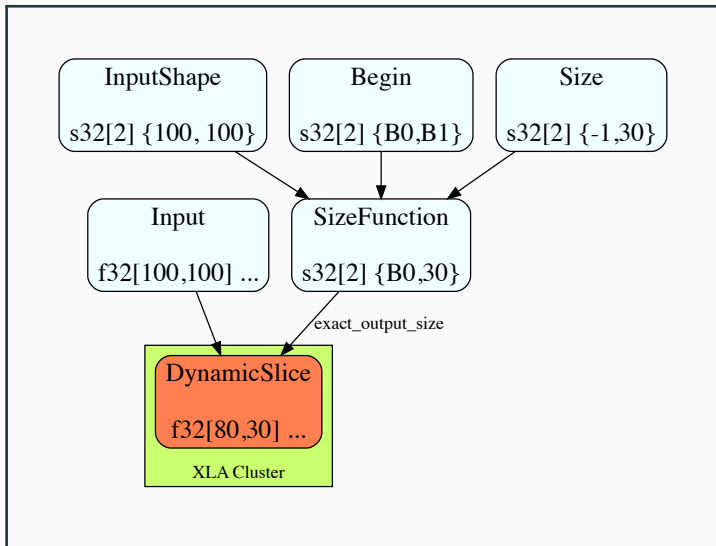 InputShape
s32[2] {100, 100}
Begin
s32[2] {B0,B1}
Size
s32[2] {-1,30}
Input
f32[100,100] ...
SizeFunction
s32[2] {B0,30}
exact_output_size
DynamicSlice
f32[80,30] ...
XLA Cluster